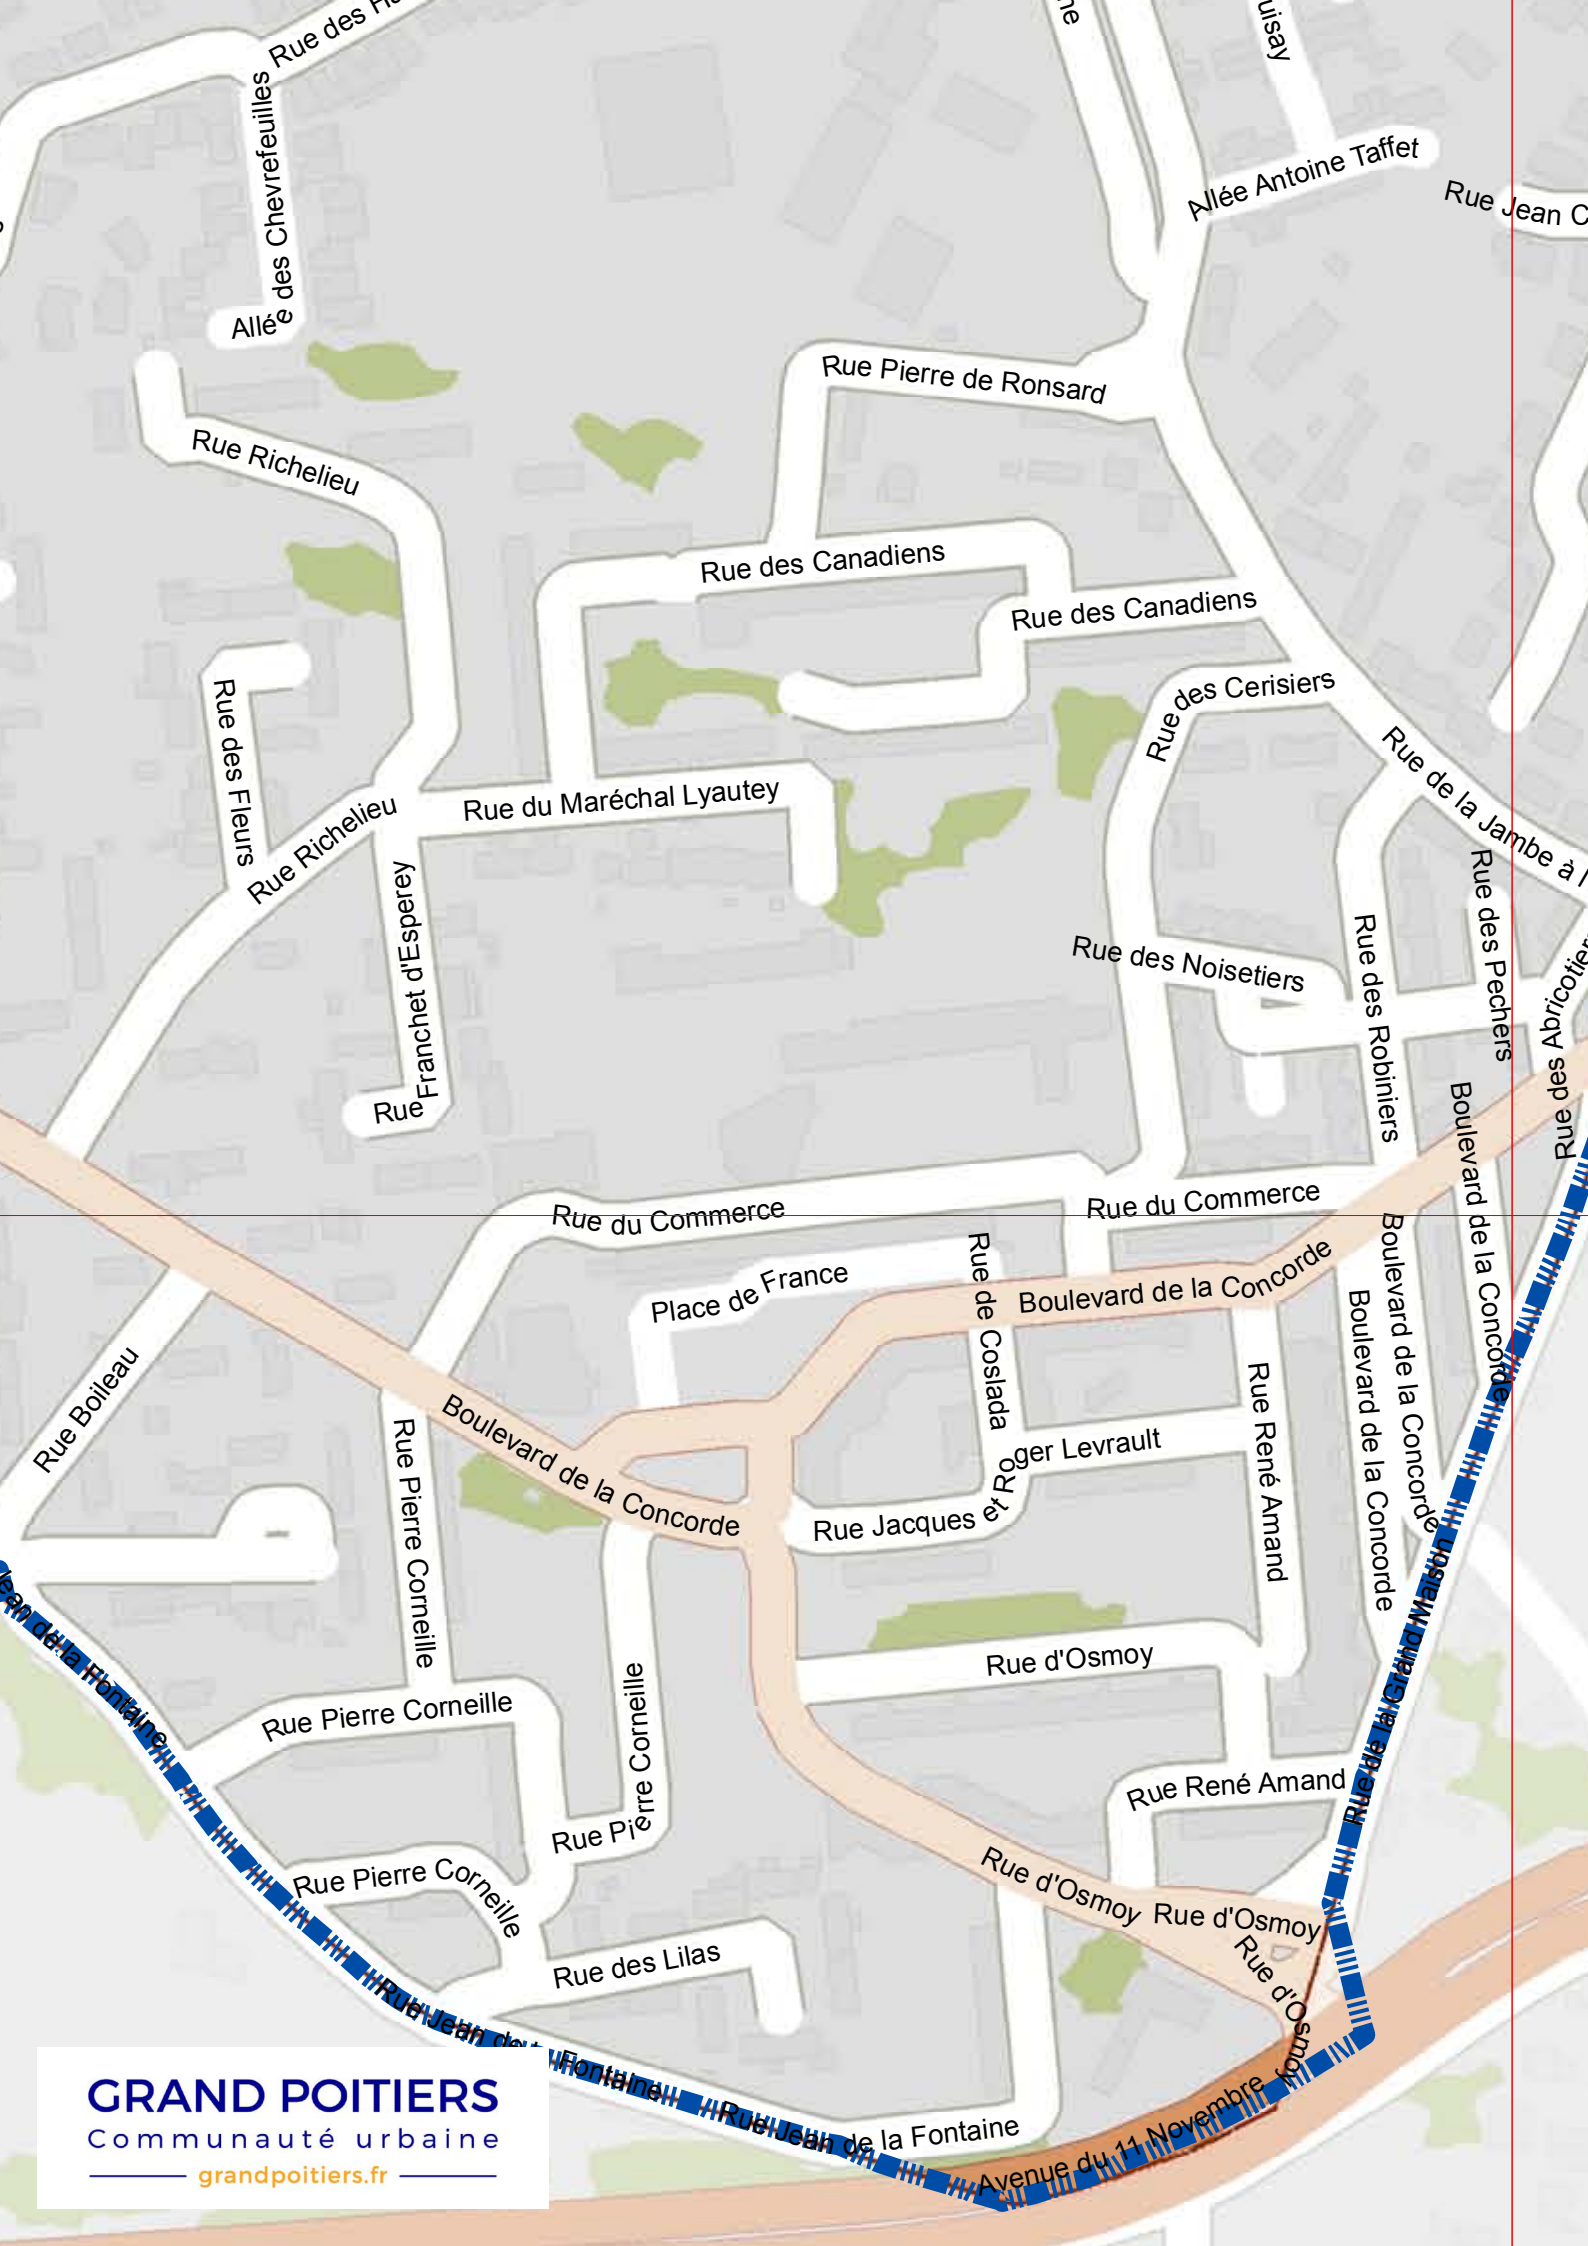 Rue des
Allée des Chevrefeuilles
Allée Antoine Taffet
Rue Jean C
Rue Pierre de Ronsard
Rue Richelieu
Rue des Canadiens
Rue des Canadiens
Rue des Cerisiers
Rue des Fleurs
Rue de la Jambe à l
Rue du Maréchal Lyautey
Rue Richelieu
Rue Franchet d'Esperey
Rue des Noisetiers
Rue des Robiniers
Rue des Pechers
Rue des Abricotier
Rue du Commerce
Rue du Commerce
Boulevard de la Concorde
Boulevard de la Concorde
Boulevard de la Concorde
Boulevard de la Concorde
Place de France
Rue de Coslada
Rue Boileau
Boulevard de la Concorde
Rue Pierre Corneille
Rue Jacques et Roger Levrault
Rue René Amand
Jean de la Fontaine
Rue de la Grand Maison
Rue d'Osmoy
Rue Pierre Corneille
Rue Pierre Corneille
Rue René Amand
Rue Pierre Corneille
Rue d'Osmoy
Rue d'Osmoy
Rue d'Osmoy
Rue des Lilas
Rue Jean de la Fontaine
Rue Jean de la Fontaine
Avenue du 11 Novembre
GRAND POITIERS
Communauté urbaine
grandpoitiers.fr